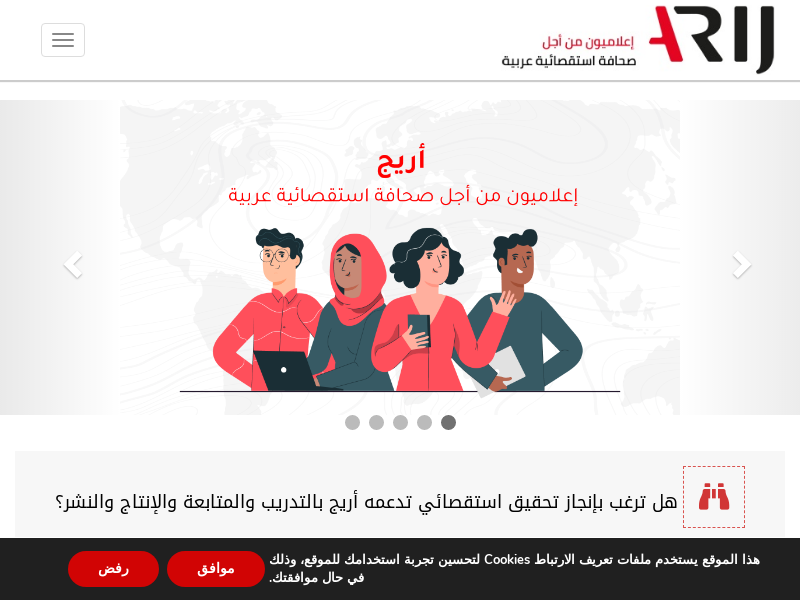 ARIJ
إعلاميون من أجل
صحافة استقصائية عربية
أريج
إعلاميون من أجل صحافة استقصائية عربية
هل ترغب بإنجاز تحقيق استقصائي تدعمه أريج بالتدريب والمتابعة والإنتاج والنشر؟
هذا الموقع يستخدم ملفات تعريف الارتباط Cookies لتحسين تجربة استخدامك للموقع، وذلك
في حال موافقتك.
موافق
رفض